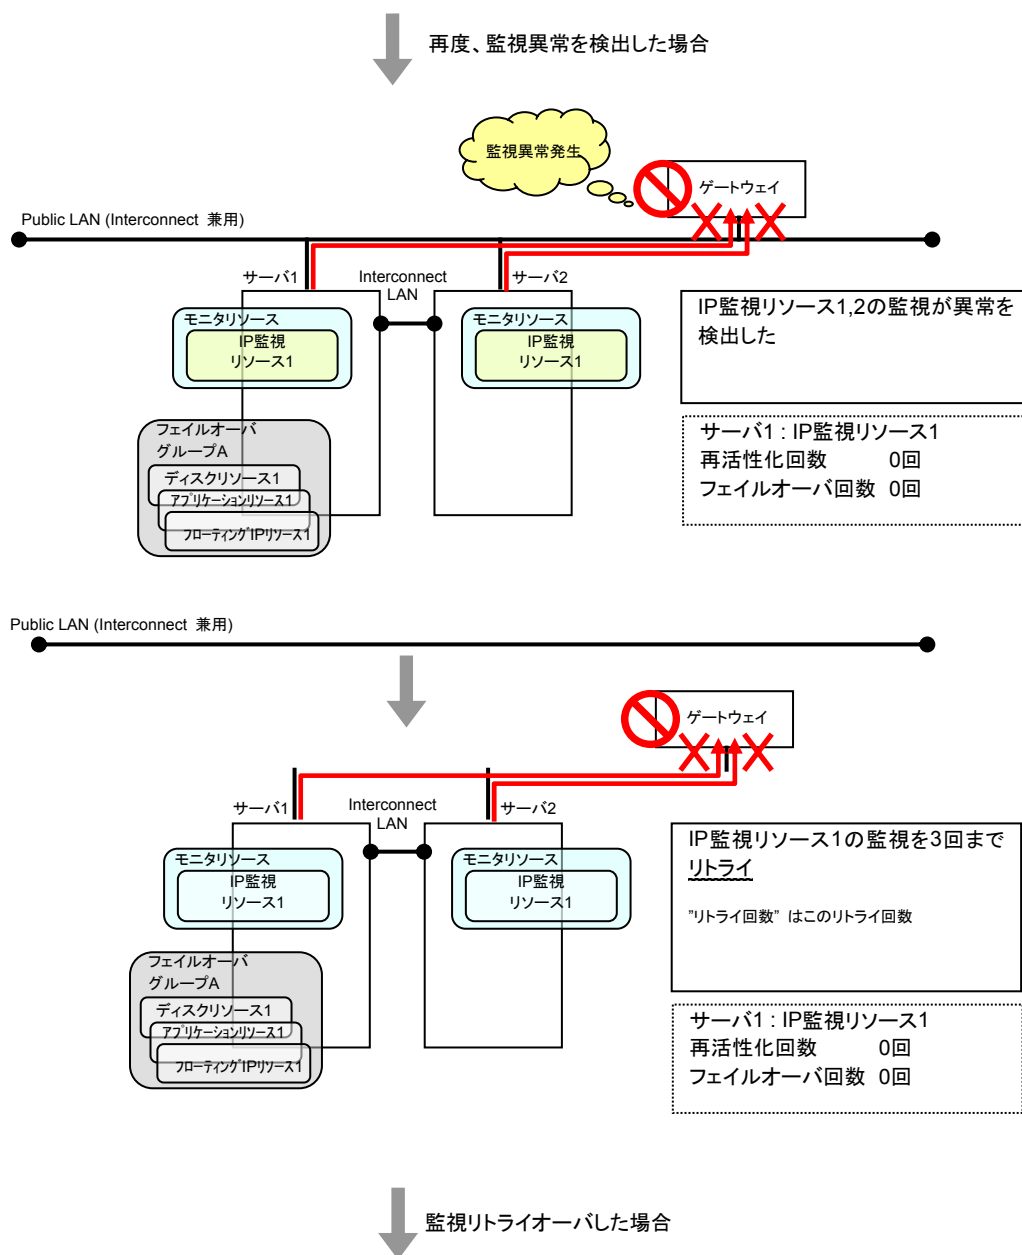 再度、監視異常を検出した場合
監視異常発生
ゲートウェイ
Public LAN (Interconnect 兼用)
サーバ1
Interconnect
LAN
サーバ2
モニタリソース
IP監視
リソース1
モニタリソース
IP監視
リソース1
IP監視リソース1,2の監視が異常を
検出した
フェイルオーバ
グループA
ディスクリソース1
アプリケーションリソース1
フローティングIPリソース1
サーバ1 : IP監視リソース1
再活性化回数 0回
フェイルオーバ回数 0回
Public LAN (Interconnect 兼用)
ゲートウェイ
サーバ1
Interconnect
LAN
サーバ2
モニタリソース
IP監視
リソース1
モニタリソース
IP監視
リソース1
IP監視リソース1の監視を3回まで
リトライ
”リトライ回数” はこのリトライ回数
フェイルオーバ
グループA
ディスクリソース1
アプリケーションリソース1
フローティングIPリソース1
サーバ1 : IP監視リソース1
再活性化回数 0回
フェイルオーバ回数 0回
監視リトライオーバした場合